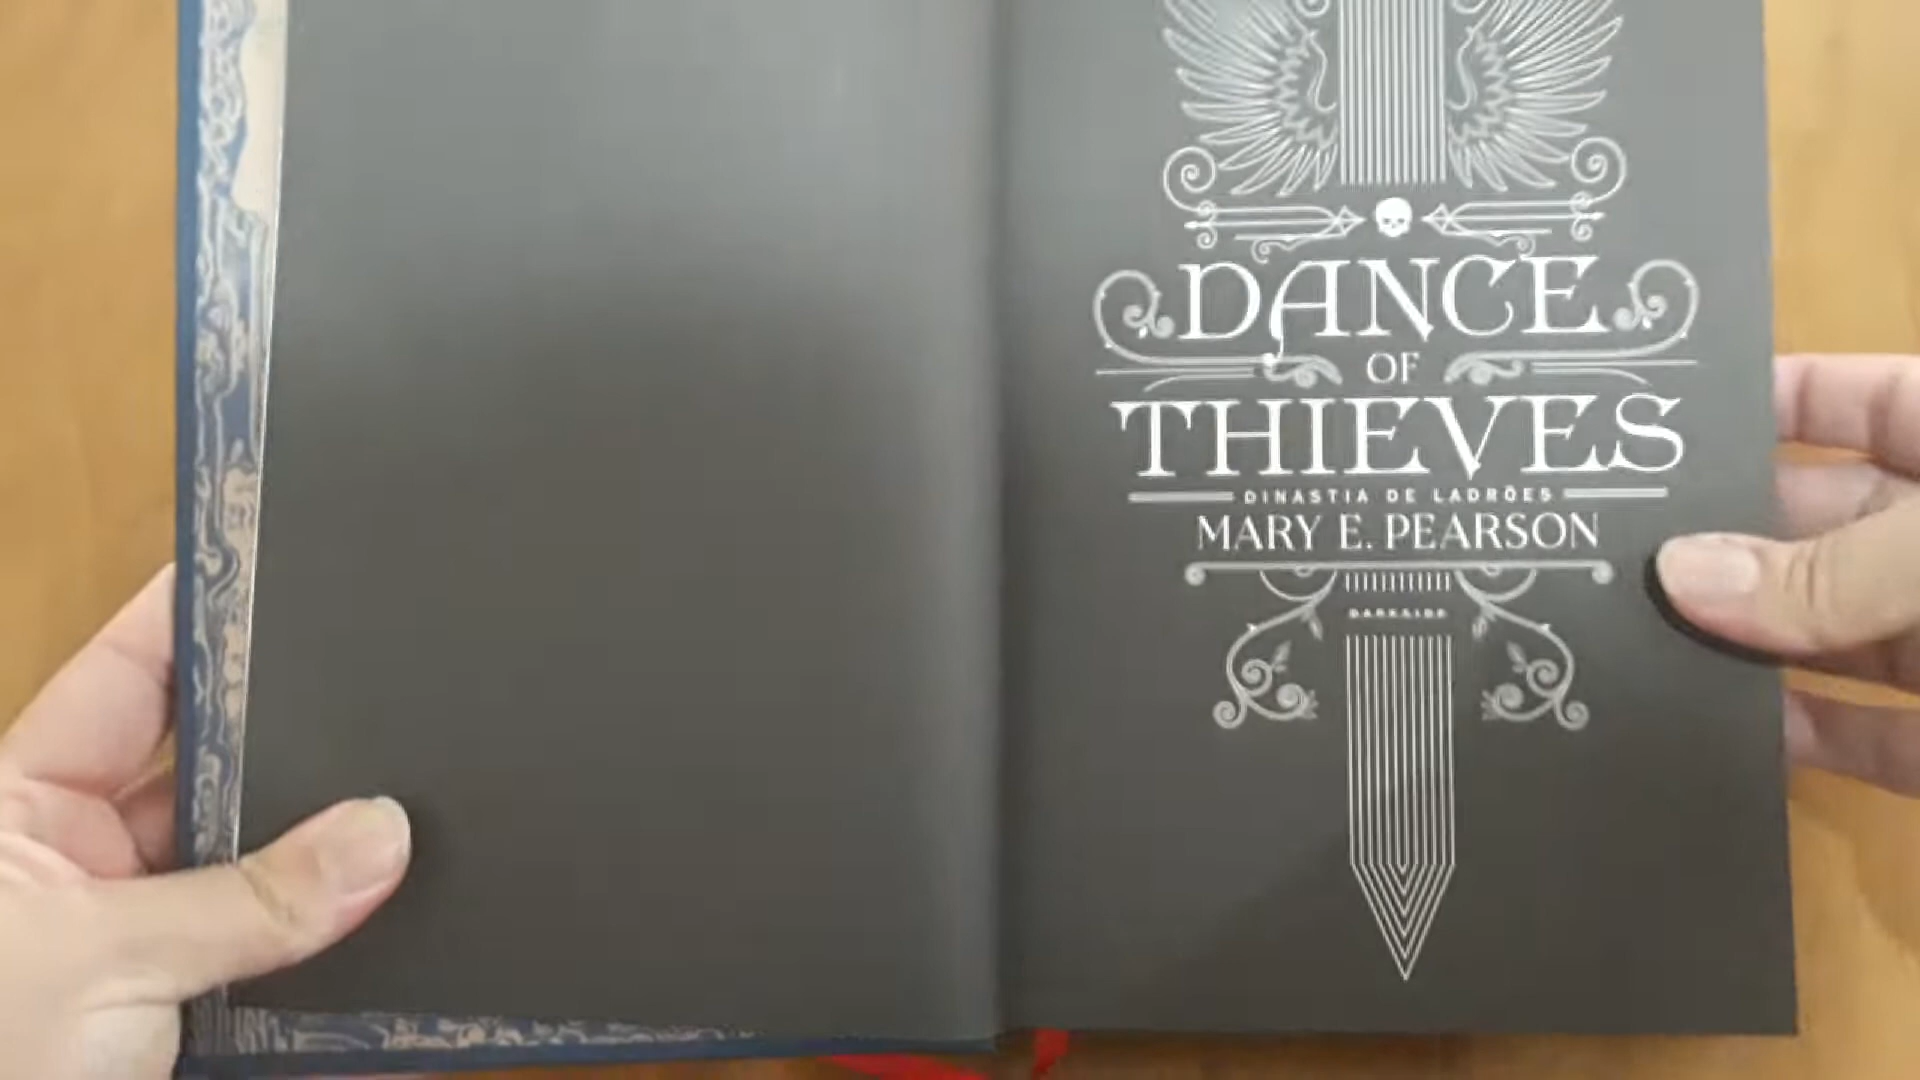 DANCE
OF
THIEVES
DINASTIA DE LADRÕES
MARY E. PEARSON
DARKSIDE